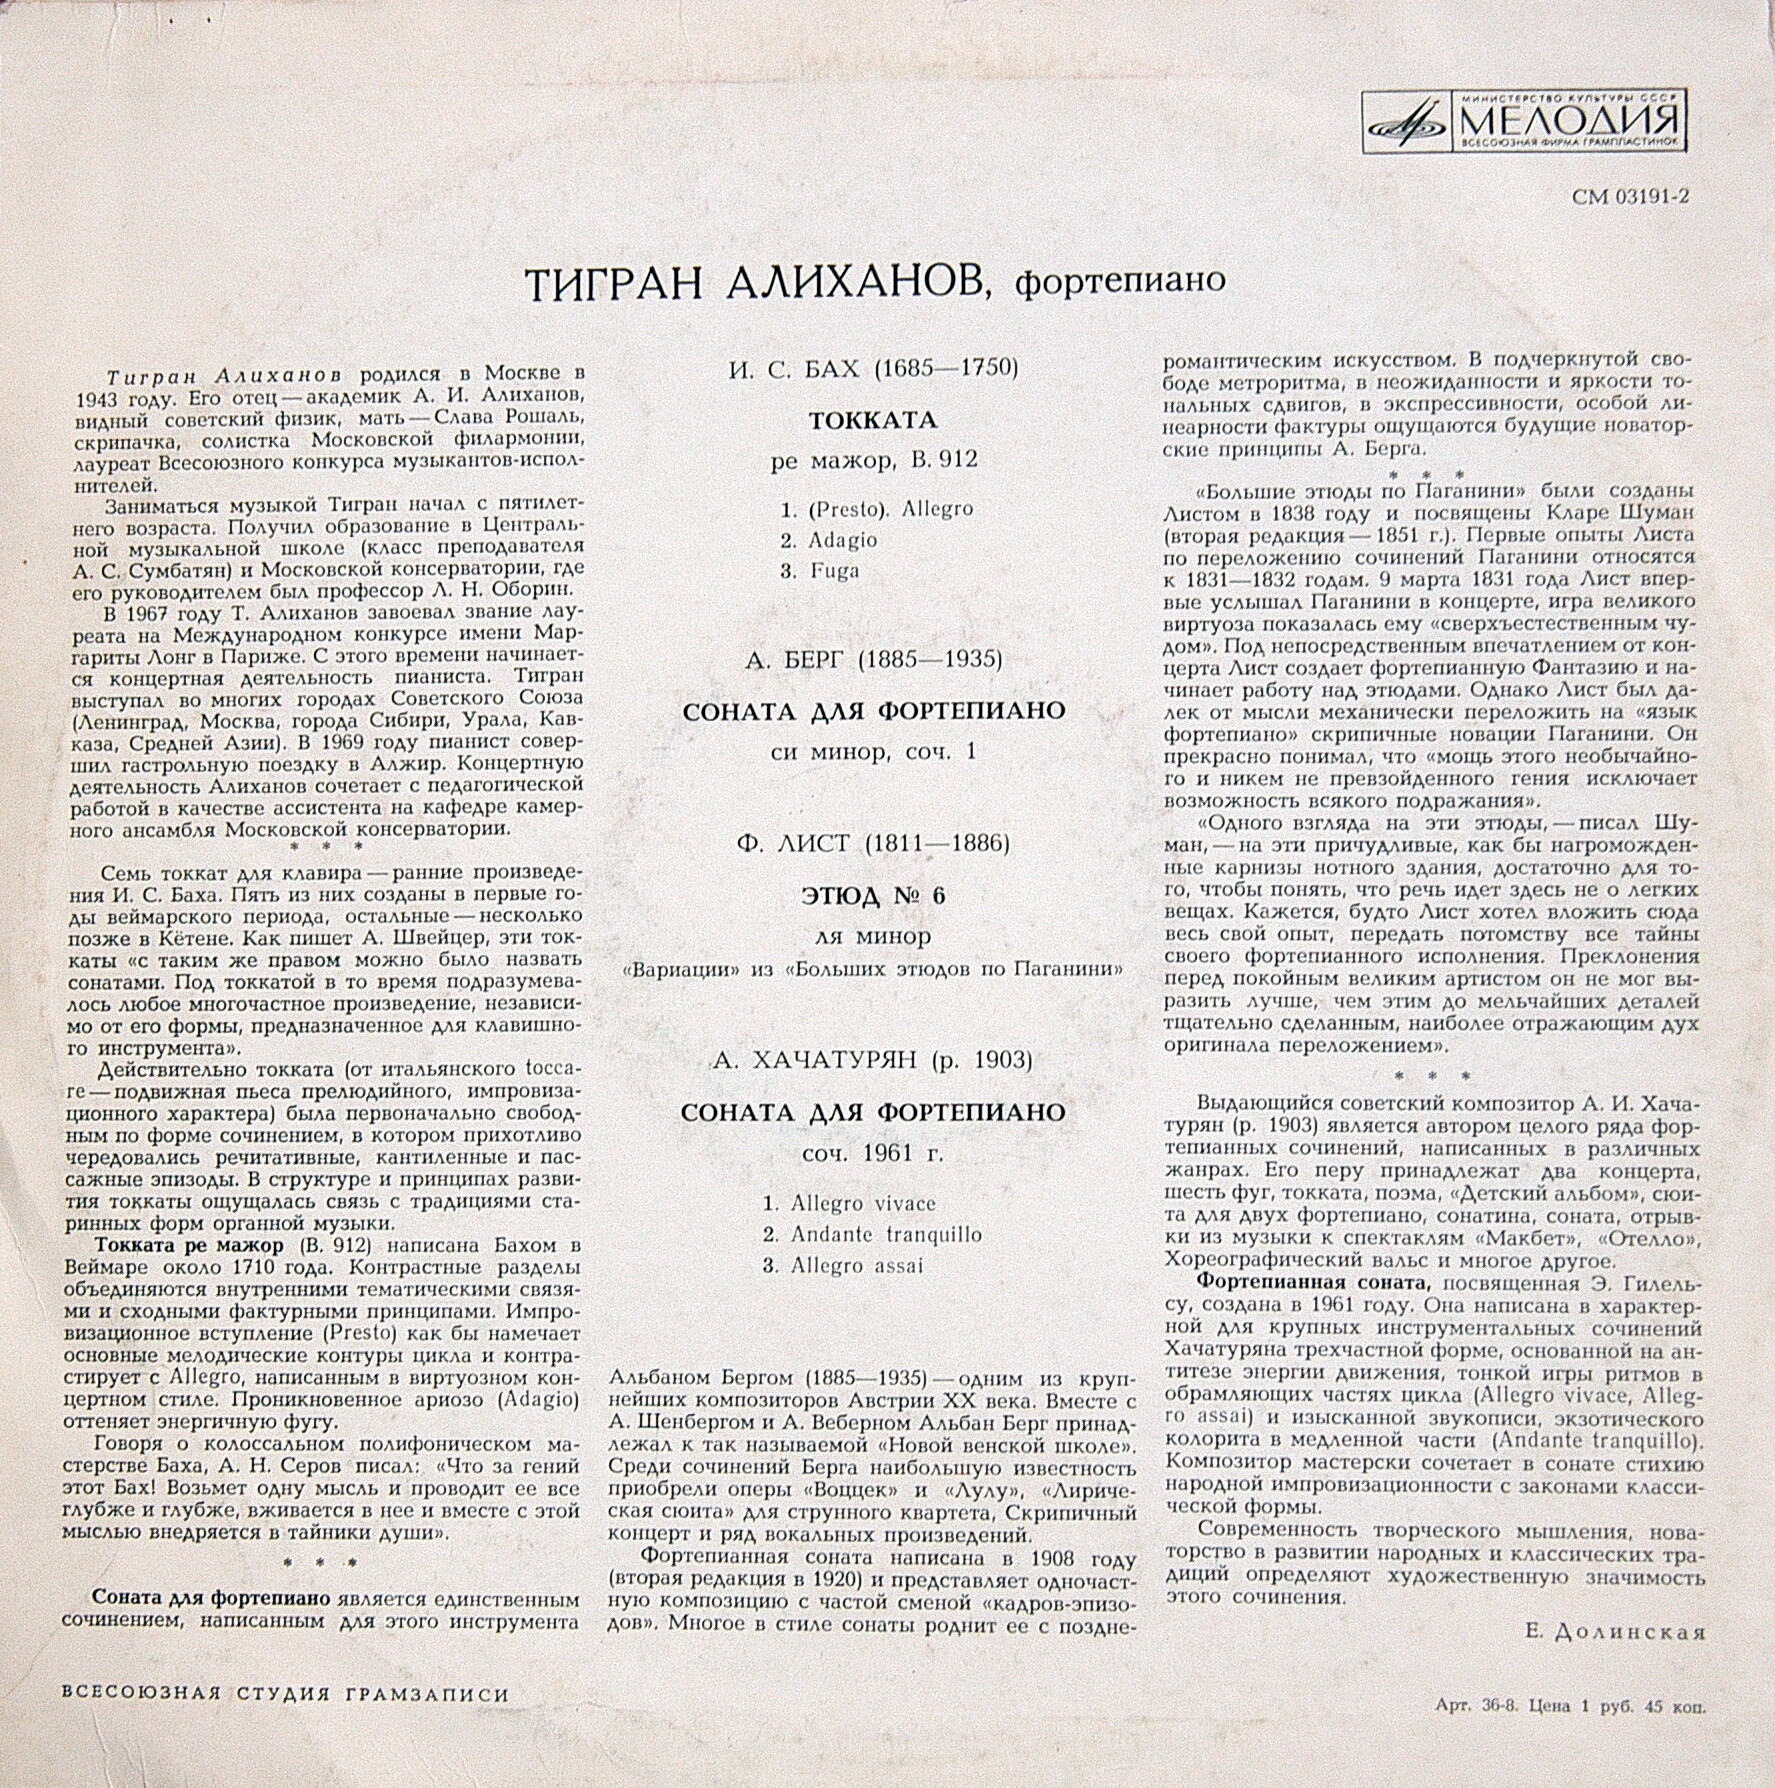 МИНИСТЕРСТВО КУЛЬТУРЫ СССР
МЕЛОДИЯ
ВСЕСОЮЗНАЯ ФИРМА ГРАМПЛАСТИНОК
СМ 03191-2
ТИГРАН АЛИХАНОВ, фортепиано
Тигран Алиханов родился в Москве в
1943 году. Его отец — академик А. И. Алиханов,
видный советский физик, мать — Слава Рошаль,
скрипачка, солистка Московской филармонии,
лауреат Всесоюзного конкурса музыкантов-испол-
нителей.
Заниматься музыкой Тигран начал с пятилет-
него возраста. Получил образование в Централь-
ной музыкальной школе (класс преподавателя
А. С. Сумбатян) и Московской консерватории, где
его руководителем был профессор Л. Н. Оборин.
В 1967 году Т. Алиханов завоевал звание лау-
реата на Международном конкурсе имени Мар-
гариты Лонг в Париже. С этого времени начинает-
ся концертная деятельность пианиста. Тигран
выступал во многих городах Советского Союза
(Ленинград, Москва, города Сибири, Урала, Кав-
каза, Средней Азии). В 1969 году пианист совер-
шил гастрольную поездку в Алжир. Концертную
деятельность Алиханов сочетает с педагогической
работой в качестве ассистента на кафедре камер-
ного ансамбля Московской консерватории.
* * *
Семь токкат для клавира — ранние произведе-
ния И. С. Баха. Пять из них созданы в первые го-
ды веймарского периода, остальные — несколько
позже в Кётене. Как пишет А. Швейцер, эти ток-
каты «с таким же правом можно было назвать
сонатами. Под токкатой в то время подразумева-
лось любое многочастное произведение, независи-
мо от его формы, предназначенное для клавишно-
го инструмента».
Действительно токката (от итальянского tocca-
re — подвижная пьеса прелюдийного, импровиза-
ционного характера) была первоначально свобод-
ным по форме сочинением, в котором прихотливо
чередовались речитативные, кантиленные и пас-
сажные эпизоды. В структуре и принципах разви-
тия токкаты ощущалась связь с традициями ста-
ринных форм органной музыки.
Токката ре мажор (В. 912) написана Бахом в
Веймаре около 1710 года. Контрастные разделы
объединяются внутренними тематическими связя-
ми и сходными фактурными принципами. Импро-
визационное вступление (Presto) как бы намечает
основные мелодические контуры цикла и контра-
стирует с Allegro, написанным в виртуозном кон-
цертном стиле. Проникновенное ариозо (Adagio)
оттеняет энергичную фугу.
Говоря о колоссальном полифоническом ма-
стерстве Баха, А. Н. Серов писал: «Что за гений
этот Бах! Возьмет одну мысль и проводит ее все
глубже и глубже, вживается в нее и вместе с этой
мыслью внедряется в тайники души».
* * *
Соната для фортепиано является единственным
сочинением, написанным для этого инструмента
И. С. БАХ (1685—1750)
ТОККАТА
ре мажор, В. 912
1. (Presto). Allegro
2. Adagio
3. Fuga
А. БЕРГ (1885—1935)
СОНАТА ДЛЯ ФОРТЕПИАНО
си минор, соч. 1
Ф. ЛИСТ (1811—1886)
ЭТЮД № 6
ля минор
«Вариации» из «Больших этюдов по Паганини»
А. ХАЧАТУРЯН (р. 1903)
СОНАТА ДЛЯ ФОРТЕПИАНО
соч. 1961 г.
1. Allegro vivace
2. Andante tranquillo
3. Allegro assai
Альбаном Бергом (1885—1935) — одним из круп-
нейших композиторов Австрии XX века. Вместе с
А. Шенбергом и А. Веберном Альбан Берг принад-
лежал к так называемой «Новой венской школе».
Среди сочинений Берга наибольшую известность
приобрели оперы «Воццек» и «Лулу», «Лириче-
ская сюита» для струнного квартета, Скрипичный
концерт и ряд вокальных произведений.
Фортепианная соната написана в 1908 году
(вторая редакция в 1920) и представляет одночаст-
ную композицию с частой сменой «кадров-эпизо-
дов». Многое в стиле сонаты роднит ее с поздне-
романтическим искусством. В подчеркнутой сво-
боде метроритма, в неожиданности и яркости то-
нальных сдвигов, в экспрессивности, особой ли-
неарности фактуры ощущаются будущие новатор-
ские принципы А. Берга.
* * *
«Большие этюды по Паганини» были созданы
Листом в 1838 году и посвящены Кларе Шуман
(вторая редакция — 1851 г.). Первые опыты Листа
по переложению сочинений Паганини относятся
к 1831—1832 годам. 9 марта 1831 года Лист впер-
вые услышал Паганини в концерте, игра великого
виртуоза показалась ему «сверхъестественным чу-
дом». Под непосредственным впечатлением от кон-
церта Лист создает фортепианную Фантазию и на-
чинает работу над этюдами. Однако Лист был да-
лек от мысли механически переложить на «язык
фортепиано» скрипичные новации Паганини. Он
прекрасно понимал, что «мощь этого необычайно-
го и никем не превзойденного гения исключает
возможность всякого подражания».
«Одного взгляда на эти этюды, — писал Шу-
ман, — на эти причудливые, как бы нагроможден-
ные карнизы нотного здания, достаточно для то-
го, чтобы понять, что речь идет здесь не о легких
вещах. Кажется, будто Лист хотел вложить сюда
весь свой опыт, передать потомству все тайны
своего фортепианного исполнения. Преклонения
перед покойным великим артистом он не мог вы-
разить лучше, чем этим до мельчайших деталей
тщательно сделанным, наиболее отражающим дух
оригинала переложением».
* * *
Выдающийся советский композитор А. И. Хача-
турян (р. 1903) является автором целого ряда фор-
тепианных сочинений, написанных в различных
жанрах. Его перу принадлежат два концерта,
шесть фуг, токката, поэма, «Детский альбом», сюи-
та для двух фортепиано, сонатина, соната, отрыв-
ки из музыки к спектаклям «Макбет», «Отелло»,
Хореографический вальс и многое другое.
Фортепианная соната, посвященная Э. Гилель-
су, создана в 1961 году. Она написана в характер-
ной для крупных инструментальных сочинений
Хачатуряна трехчастной форме, основанной на ан-
титезе энергии движения, тонкой игры ритмов в
обрамляющих частях цикла (Allegro vivace, Alleg-
ro assai) и изысканной звукописи, экзотического
колорита в медленной части (Andante tranquillo).
Композитор мастерски сочетает в сонате стихию
народной импровизационности с законами класси-
ческой формы.
Современность творческого мышления, нова-
торство в развитии народных и классических тра-
диций определяют художественную значимость
этого сочинения.
Е. Долинская
ВСЕСОЮЗНАЯ СТУДИЯ ГРАМЗАПИСИ
Арт. 36-8. Цена 1 руб. 45 коп.